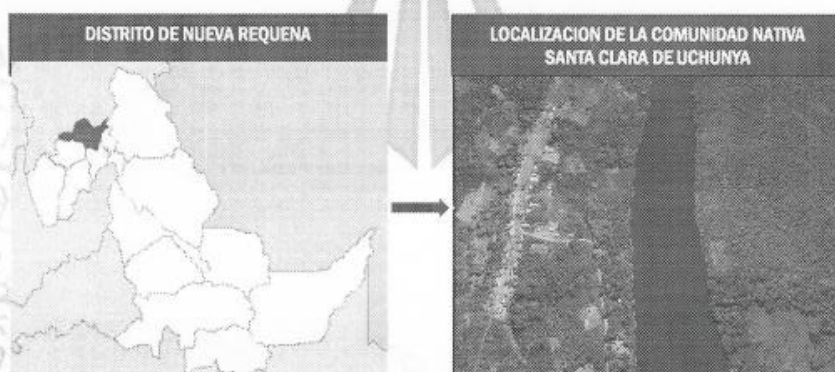 DISTRITO DE NUEVA REQUENA
LOCALIZACION DE LA COMUNIDAD NATIVA
SANTA CLARA DE UCHUNYA